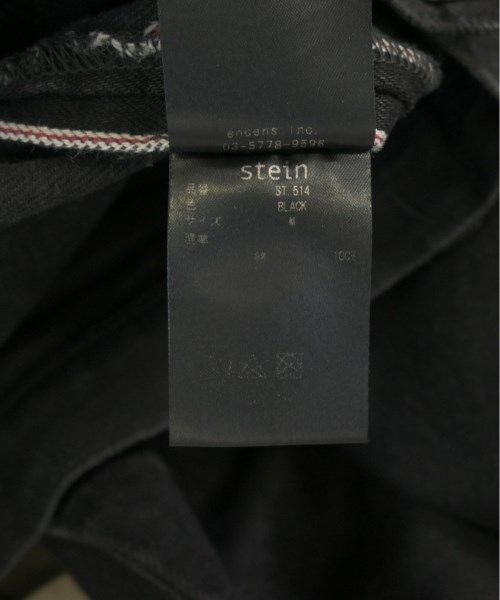 encens inc.
03-5778-9596
stein
品番 ST.514
色 BLACK
サイズ M
混率
綿 100%